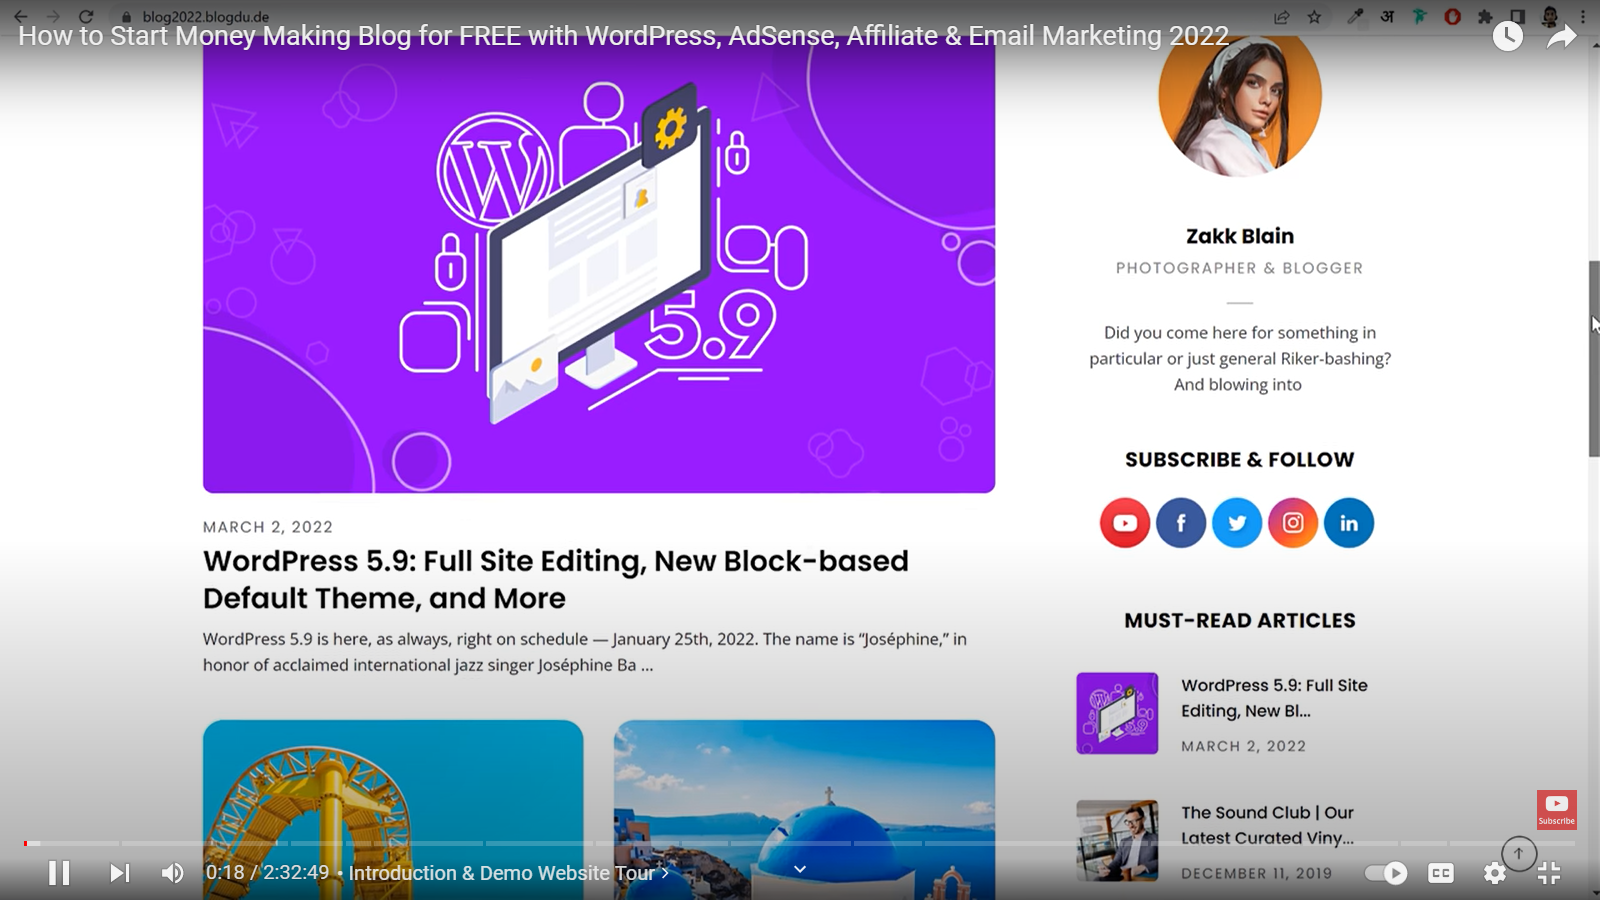 blog2022.blogdu.de
How to Start Money Making Blog for FREE with WordPress, AdSense, Affiliate & Email Marketing 2022
5.9
MARCH 2, 2022
WordPress 5.9: Full Site Editing, New Block-based
Default Theme, and More
WordPress 5.9 is here, as always, right on schedule — January 25th, 2022. The name is “Joséphine,” in
honor of acclaimed international jazz singer Joséphine Ba ...
Zakk Blain
PHOTOGRAPHER & BLOGGER
Did you come here for something in
particular or just general Riker-bashing?
And blowing into
SUBSCRIBE & FOLLOW
MUST-READ ARTICLES
WordPress 5.9: Full Site
Editing, New Bl...
MARCH 2, 2022
The Sound Club | Our
Latest Curated Viny...
DECEMBER 11, 2019
Subscribe
0:18 / 2:32:49 • Introduction & Demo Website Tour
CC